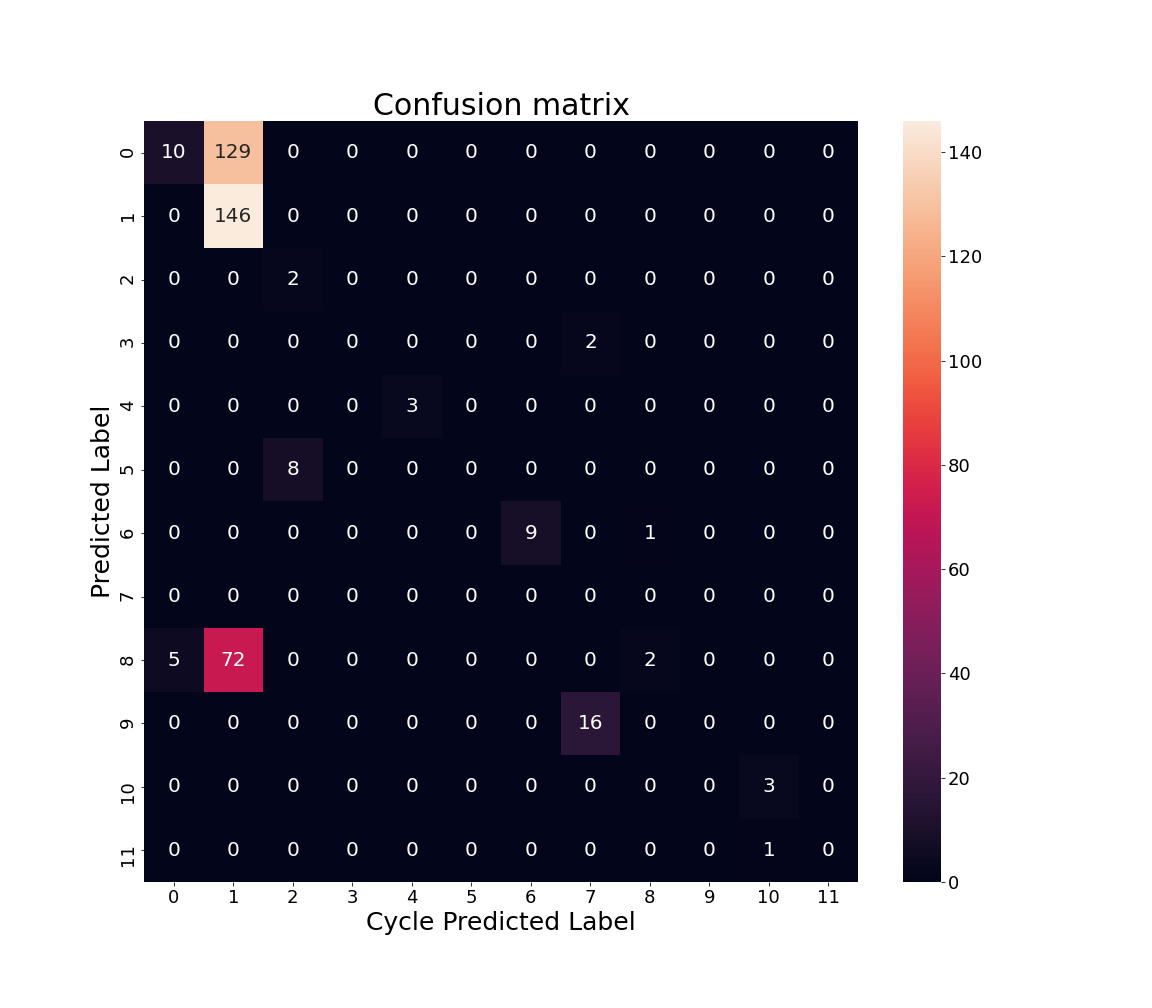 Confusion matrix
0 10 129 0 0 0 0 0 0 0 0 0 0
1 0 146 0 0 0 0 0 0 0 0 0 0
2 0 0 2 0 0 0 0 0 0 0 0 0
3 0 0 0 0 0 0 0 2 0 0 0 0
4 0 0 0 0 3 0 0 0 0 0 0 0
5 0 0 8 0 0 0 0 0 0 0 0 0
6 0 0 0 0 0 0 9 0 1 0 0 0
7 0 0 0 0 0 0 0 0 0 0 0 0
8 5 72 0 0 0 0 0 0 2 0 0 0
9 0 0 0 0 0 0 0 16 0 0 0 0
10 0 0 0 0 0 0 0 0 0 0 3 0
11 0 0 0 0 0 0 0 0 0 0 1 0
0 1 2 3 4 5 6 7 8 9 10 11
Predicted Label
Cycle Predicted Label
140
120
100
80
60
40
20
0